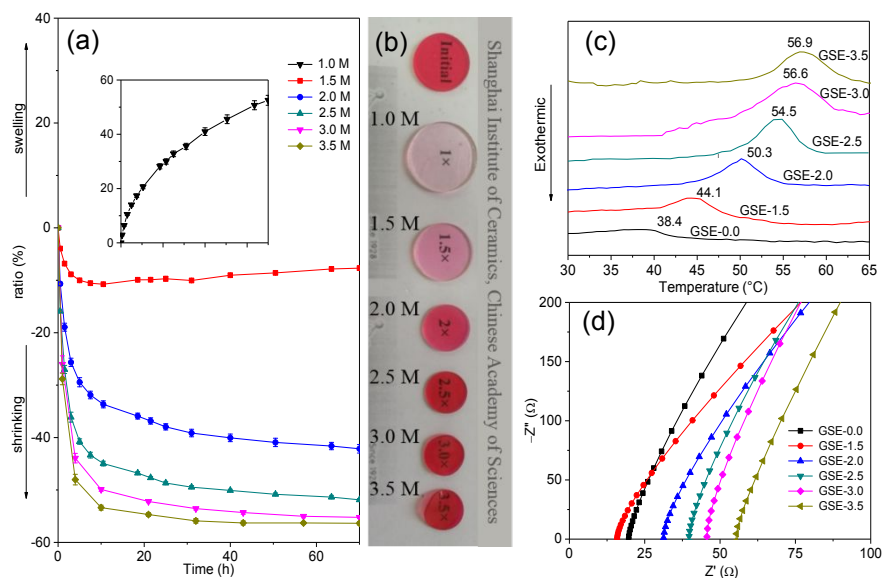 (a)
swelling
ratio (%)
shrinking
40
20
0
-20
-40
-60
0
20
40
60
Time (h)
1.0 M
1.5 M
2.0 M
2.5 M
3.0 M
3.5 M
60
40
20
0
(b)
Initial
1.0 M
1×
1.5 M
1.5×
2.0 M
2×
2.5 M
2.5×
3.0 M
3.0×
3.5 M
3.5×
Shanghai Institute of Ceramics, Chinese Academy of Sciences
(c)
Exothermic
56.9
GSE-3.5
56.6
GSE-3.0
54.5
GSE-2.5
50.3
GSE-2.0
44.1
GSE-1.5
38.4
GSE-0.0
30
35
40
45
50
55
60
65
Temperature (°C)
(d)
-Z'' (Ω)
200
150
100
50
0
GSE-0.0
GSE-1.5
GSE-2.0
GSE-2.5
GSE-3.0
GSE-3.5
0
25
50
75
100
Z' (Ω)